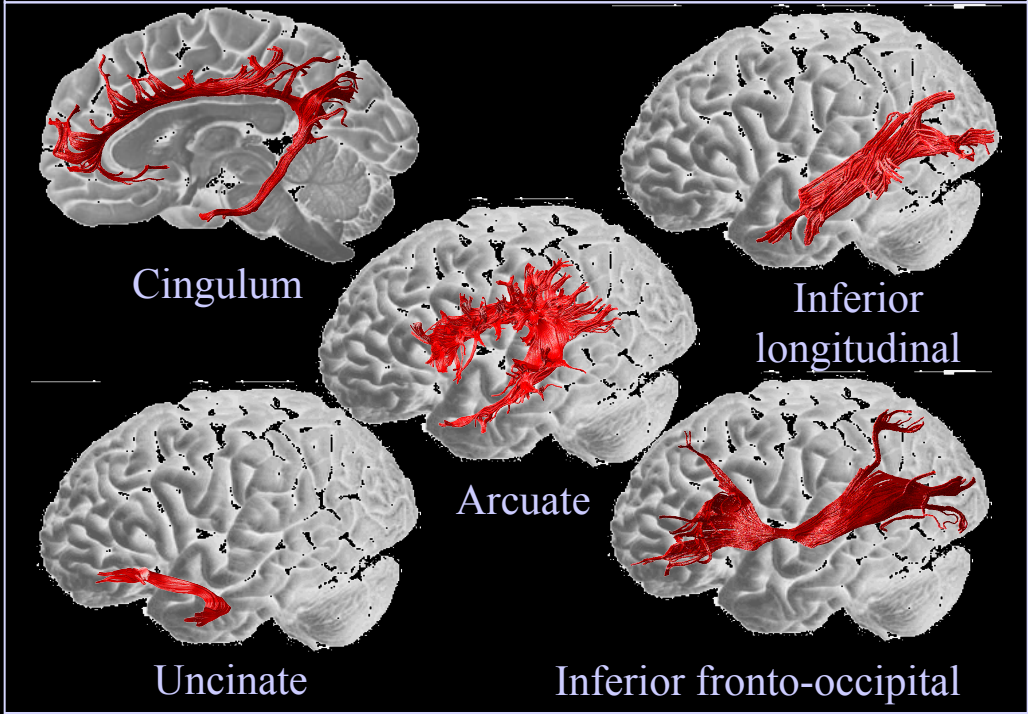 Cingulum
Inferior
longitudinal
Arcuate
Uncinate
Inferior fronto-occipital